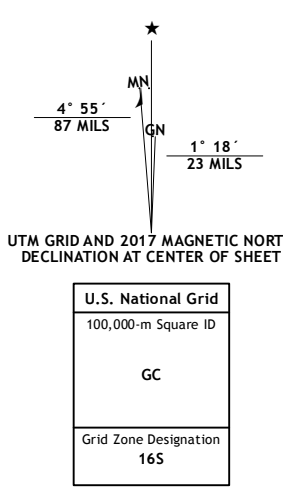 MN
4° 55´
87 MILS
GN
1° 18´
23 MILS
UTM GRID AND 2017 MAGNETIC NORT
DECLINATION AT CENTER OF SHEET
U.S. National Grid
100,000-m Square ID
GC
Grid Zone Designation
16S